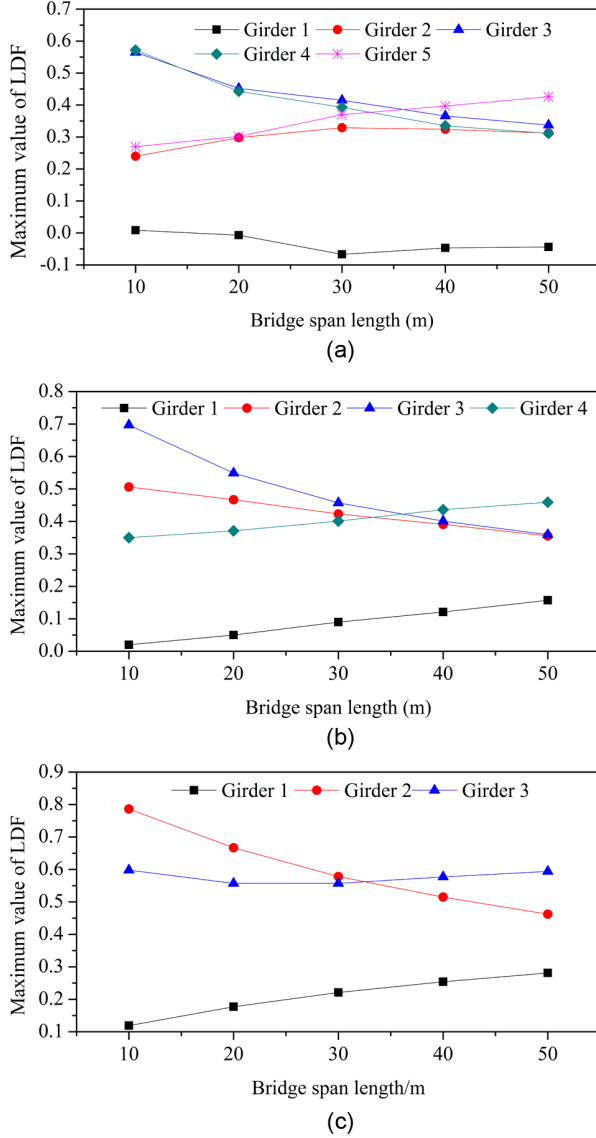 Girder 1 Girder 2 Girder 3
Girder 4 Girder 5
Maximum value of LDF
0.7
0.6
0.5
0.4
0.3
0.2
0.1
0.0
-0.1
10 20 30 40 50
Bridge span length (m)
(a)
Girder 1 Girder 2 Girder 3 Girder 4
Maximum value of LDF
0.8
0.7
0.6
0.5
0.4
0.3
0.2
0.1
0.0
10 20 30 40 50
Bridge span length (m)
(b)
Girder 1 Girder 2 Girder 3
Maximum value of LDF
0.9
0.8
0.7
0.6
0.5
0.4
0.3
0.2
0.1
10 20 30 40 50
Bridge span length/m
(c)